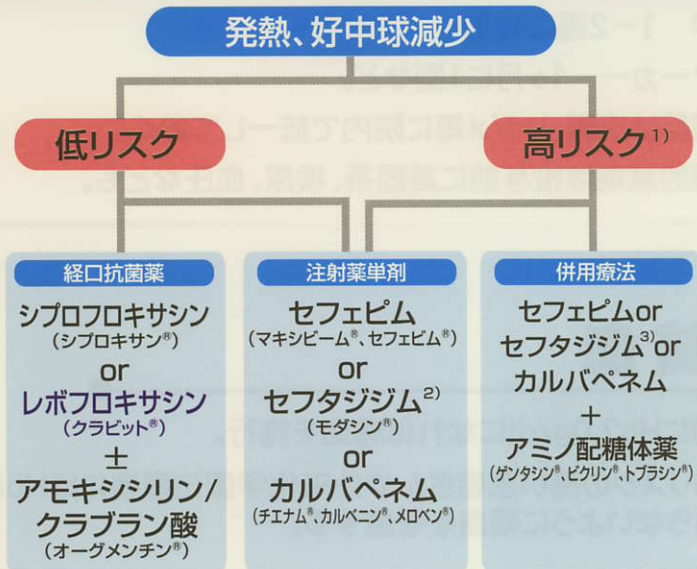 発熱、好中球減少
低リスク
高リスク1)
経口抗菌薬
シプロフロキサシン
(シプロキサン®)
or
レボフロキサシン
(クラビット®)
±
アモキシシリン/
クラブラン酸
(オーグメンチン®)
注射薬単剤
セフェピム
(マキシピーム®、セフェピム®)
or
セフタジジム2)
(モダシン®)
or
カルバペネム
(チエナム®、カルベニン®、メロペン®)
併用療法
セフェピムor
セフタジジム3)or
カルバペネム
+
アミノ配糖体薬
(ゲンタシン®、ビクリン®、トブラシン®)